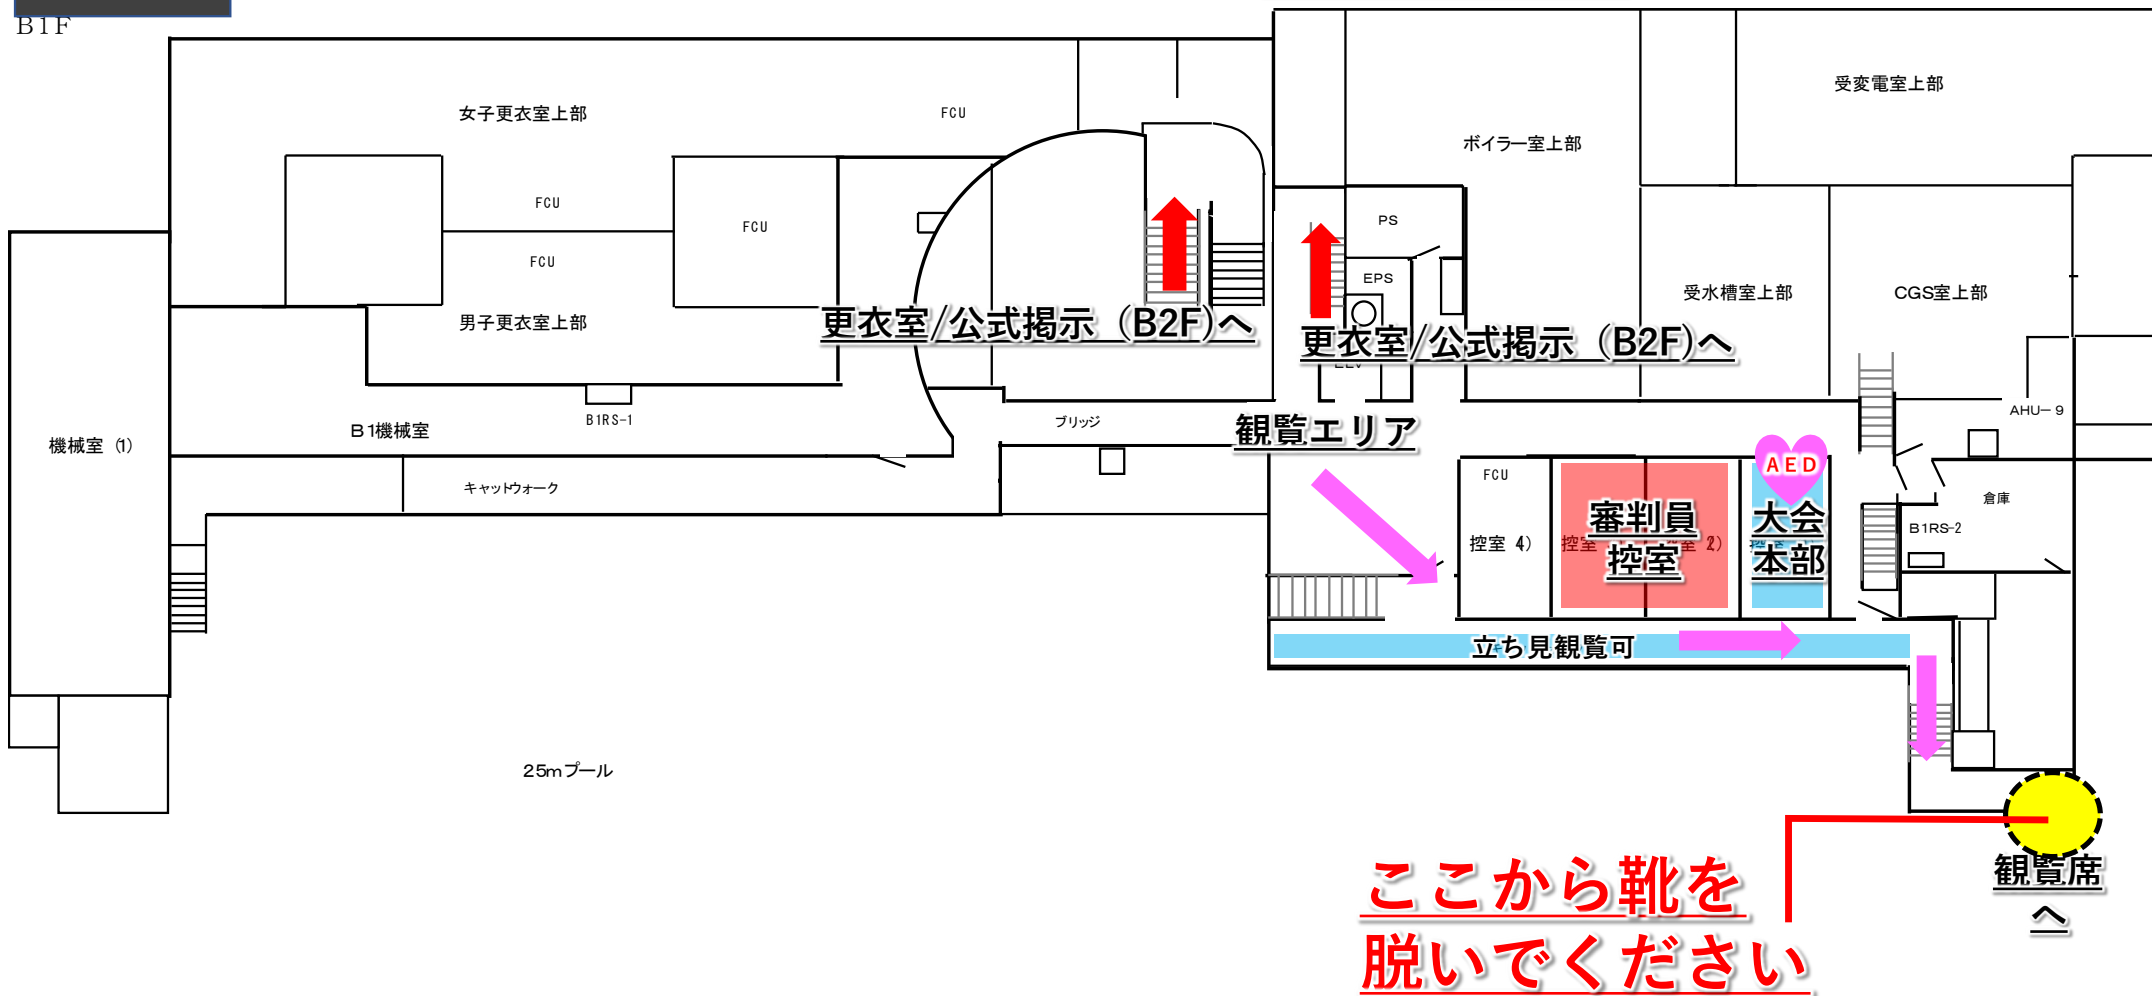 B1F
受変電室上部
女子更衣室上部
FCU
ボイラー室上部
FCU
FCU
PS
FCU
EPS
受水槽室上部
CGS室上部
男子更衣室上部
更衣室/公式掲示（B2F)へ
更衣室/公式掲示（B2F)へ
AHU－9
B1RS-1
ブリッジ
機械室（1）
B1機械室
観覧エリア
AED
FCU
キャットウォーク
倉庫
審判員
控室
大会
本部
B1RS-2
控室 4）
控室
2）
立ち見観覧可
25mプール
観覧席
へ
ここから靴を
脱いでください